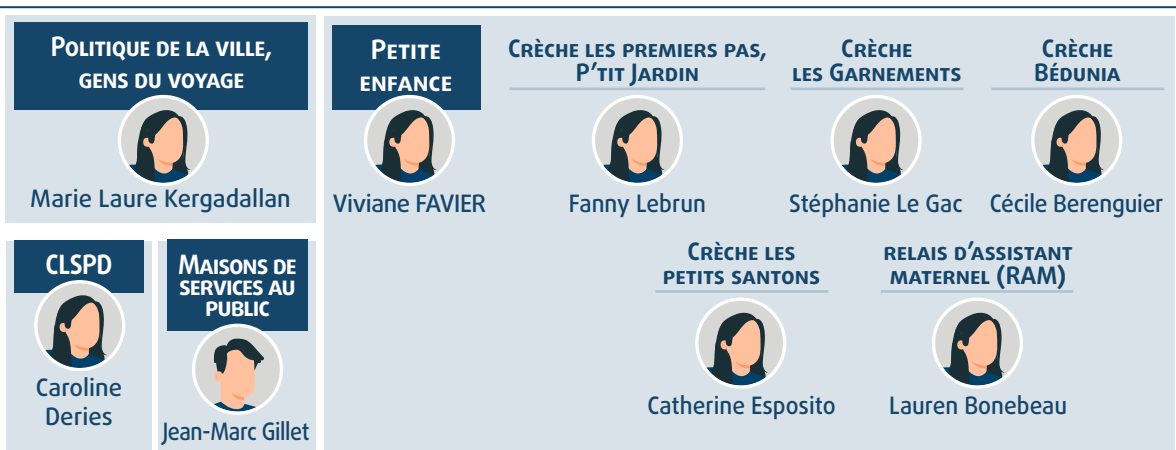 Politique de la ville,
gens du voyage
Marie Laure Kergadallan
Petite
enfance
Viviane FAVIER
Crèche les premiers pas,
P'tit Jardin
Fanny Lebrun
Crèche
les Garnements
Stéphanie Le Gac
Crèche
Bédunia
Cécile Berenguier
CLSPD
Caroline
Deries
Maisons de
services au
public
Jean-Marc Gillet
Crèche les
petits santons
Catherine Esposito
relais d'assistant
maternel (RAM)
Lauren Bonebeau